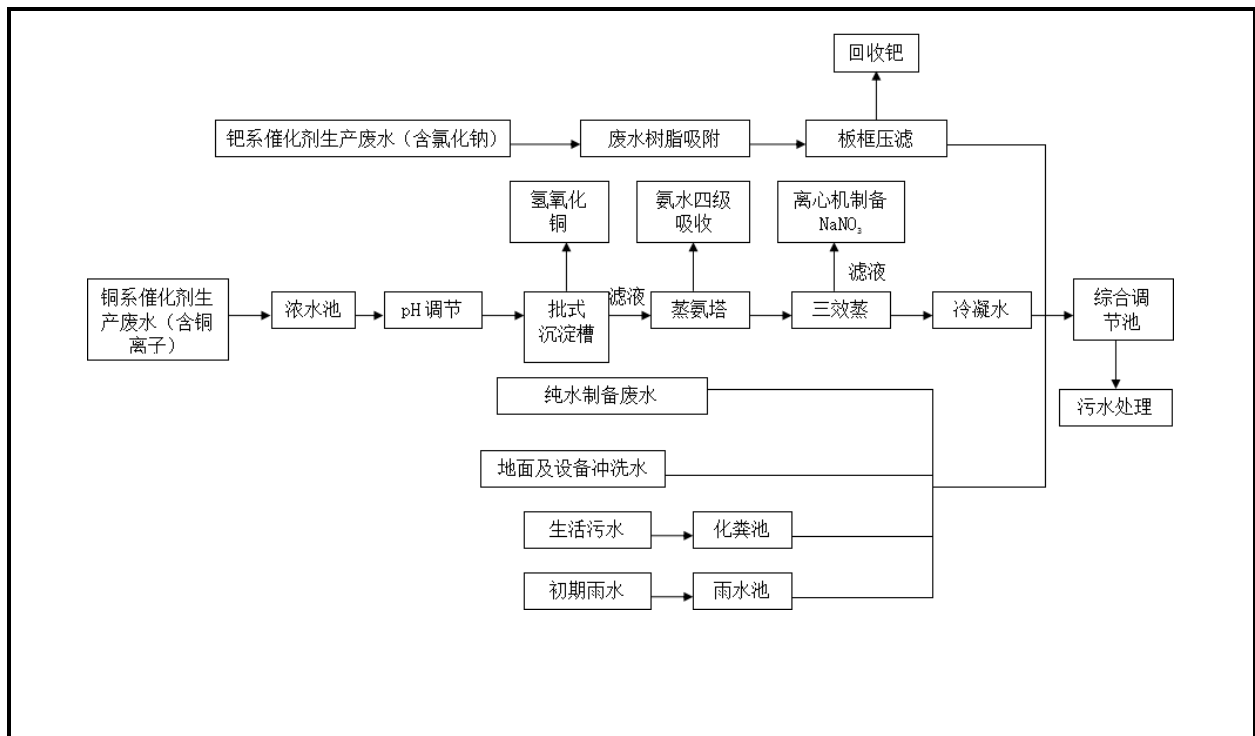 回收钯
钯系催化剂生产废水（含氯化钠）
废水树脂吸附
板框压滤
氢氧化
铜
氨水四级
吸收
离心机制备
NaNO₃
滤液
铜系催化剂生
产废水（含铜
离子）
浓水池
pH 调节
批式
沉淀槽
滤液
蒸氨塔
三效蒸
冷凝水
综合调
节池
纯水制备废水
污水处理
地面及设备冲洗水
生活污水
化粪池
初期雨水
雨水池